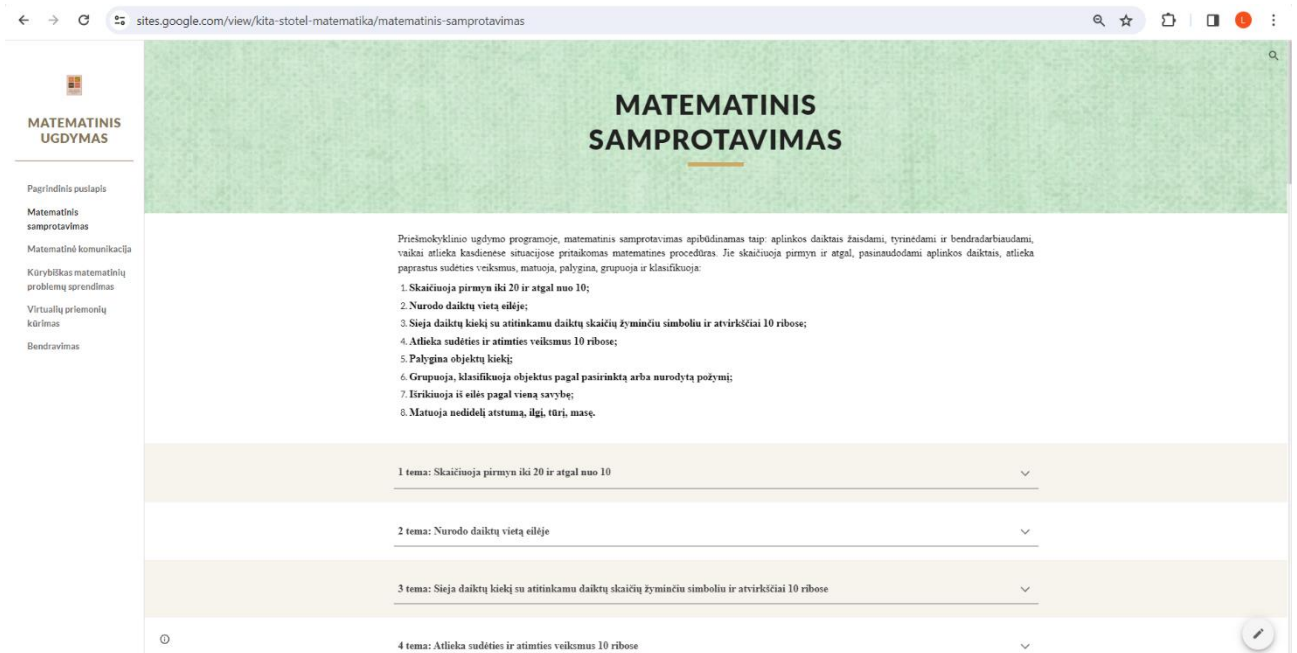 sites.google.com/view/kita-stotel-matematika/matematinis-samprotavimas
L
MATEMATINIS
UGDYMAS
Pagrindinis puslapis
Matematinis
samprotavimas
Matematinė komunikacija
Kūrybiškas matematinių
problemų sprendimas
Virtualių priemonių
kūrimas
Bendravimas
MATEMATINIS
SAMPROTAVIMAS
Priešmokyklinio ugdymo programoje, matematinis samprotavimas apibūdinamas taip: aplinkos daiktais žaisdami, tyrinėdami ir bendradarbiaudami,
vaikai atlieka kasdienėse situacijose pritaikomas matematines procedūras. Jie skaičiuoja pirmyn ir atgal, pasinaudodami aplinkos daiktais, atlieka
paprastus sudėties veiksmus, matuoja, palygina, grupuoja ir klasifikuoja:
1. Skaičiuoja pirmyn iki 20 ir atgal nuo 10;
2. Nurodo daiktų vietą eilėje;
3. Sieja daiktų kiekį su atitinkamu daiktų skaičių žyminčiu simboliu ir atvirkščiai 10 ribose;
4. Atlieka sudėties ir atimties veiksmus 10 ribose;
5. Palygina objektų kiekį;
6. Grupuoja, klasifikuoja objektus pagal pasirinktą arba nurodytą požymį;
7. Išrikiuoja iš eilės pagal vieną savybę;
8. Matuoja nedidelį atstumą, ilgį, tūrį, masę.
1 tema: Skaičiuoja pirmyn iki 20 ir atgal nuo 10
2 tema: Nurodo daiktų vietą eilėje
3 tema: Sieja daiktų kiekį su atitinkamu daiktų skaičių žyminčiu simboliu ir atvirkščiai 10 ribose
4 tema: Atlieka sudėties ir atimties veiksmus 10 ribose